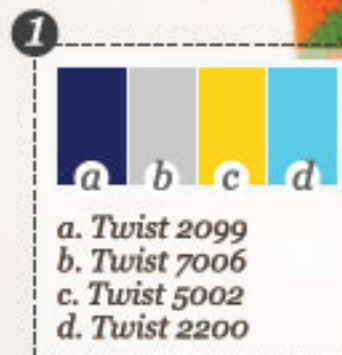 1
a b c d
a. Twist 2099
b. Twist 7006
c. Twist 5002
d. Twist 2200